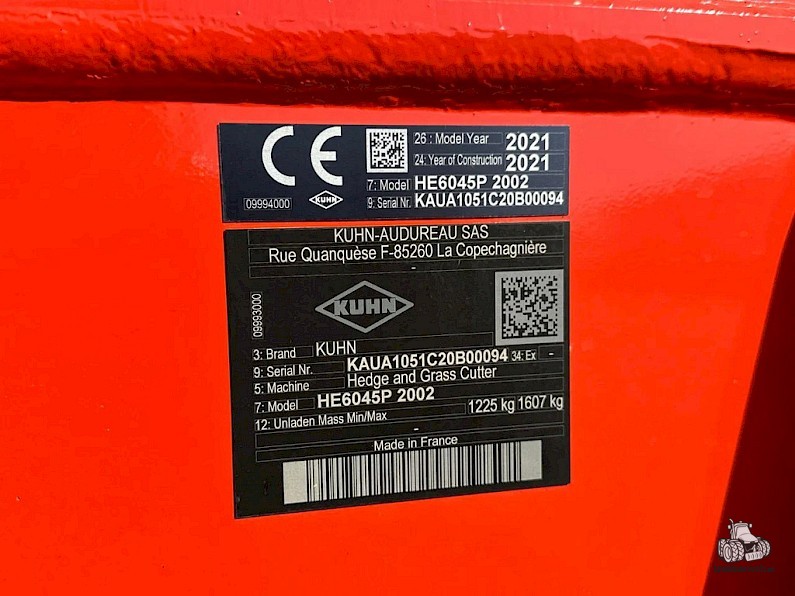 CE
26 : Model Year 2021
24: Year of Construction 2021
7: Model HE6045P 2002
09994000 KUHN 9: Serial Nr. KAUA1051C20B00094
KUHN-AUDUREAU SAS
Rue Quanquèse F-85260 La Copechagnière
-
09993000
KUHN
3: Brand KUHN
9: Serial Nr. KAUA1051C20B00094 34: Ex -
5: Machine Hedge and Grass Cutter
7: Model HE6045P 2002
12: Unladen Mass Min/Max 1225 kg 1607 kg
-
Made in France